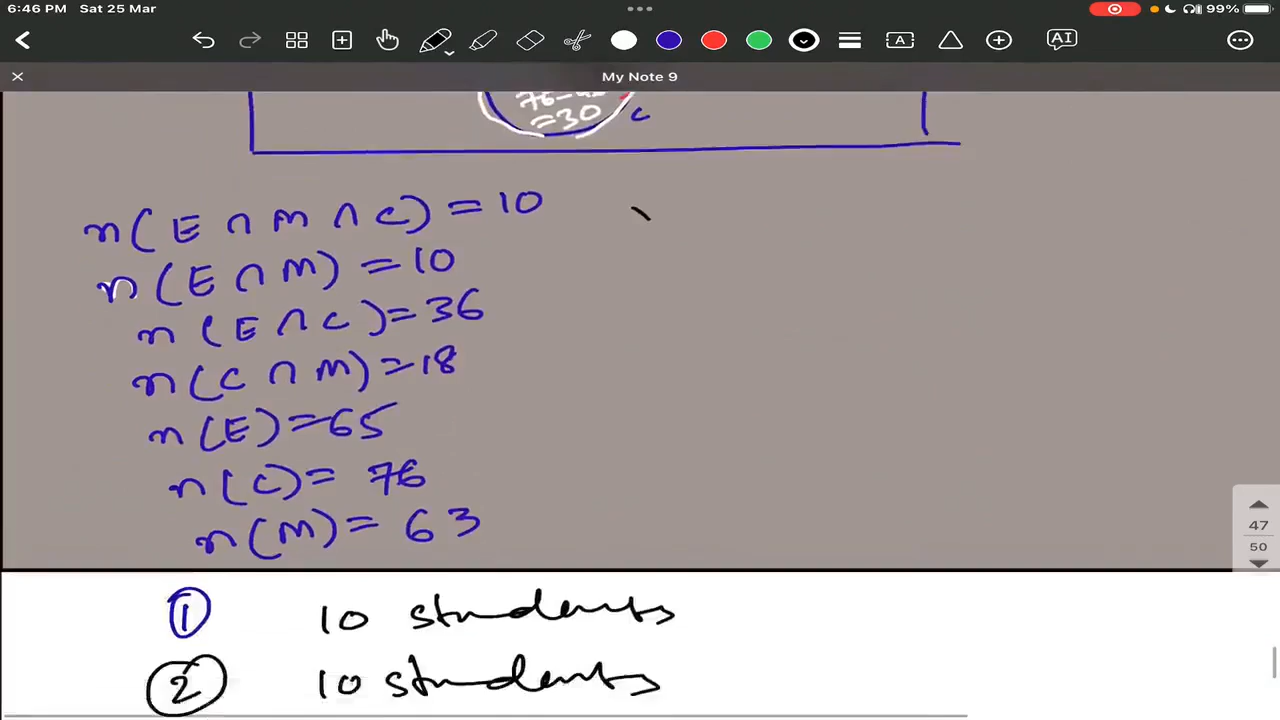 6:46 PM Sat 25 Mar
99%
A
AI
My Note 9
=30 C
n(E ∩ M ∩ C) = 10
n(E ∩ M) = 10
n(E ∩ C) = 36
n(C ∩ M) = 18
n(E) = 65
n(C) = 76
n(M) = 63
47
50
① 10 students
② 10 students